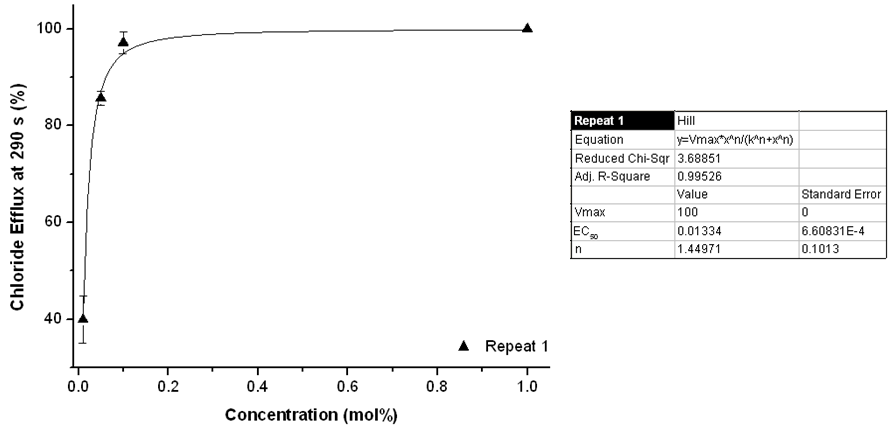 Chloride Efflux at 290 s (%)
100
80
60
40
0.0 0.2 0.4 0.6 0.8 1.0
Concentration (mol%)
Repeat 1
Repeat 1 Hill
Equation y=Vmax*x^n/(k^n+x^n)
Reduced Chi-Sqr 3.68851
Adj. R-Square 0.99526
Value Standard Error
Vmax 100 0
EC₅₀ 0.01334 6.60831E-4
n 1.44971 0.1013